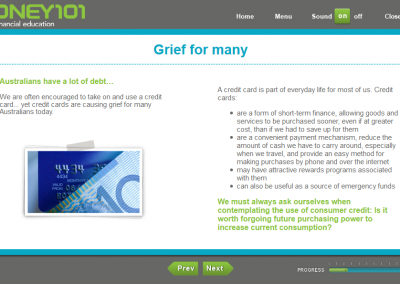 ONEY101
nancial education
Home Menu Sound on off Close
Grief for many
Australians have a lot of debt...
We are often encouraged to take on and use a credit
card... yet credit cards are causing grief for many
Australians today.
A credit card is part of everyday life for most of us. Credit
cards:
• are a form of short-term finance, allowing goods and
services to be purchased sooner, even if at greater
cost, than if we had to save up for them
• are a convenient payment mechanism, reduce the
amount of cash we have to carry around, especially
when we travel, and provide an easy method for
making purchases by phone and over the internet
• may have attractive rewards programs associated
with them
• can also be useful as a source of emergency funds
We must always ask ourselves when
contemplating the use of consumer credit: Is it
worth forgoing future purchasing power to
increase current consumption?
4434
Prev Next
PROGRESS